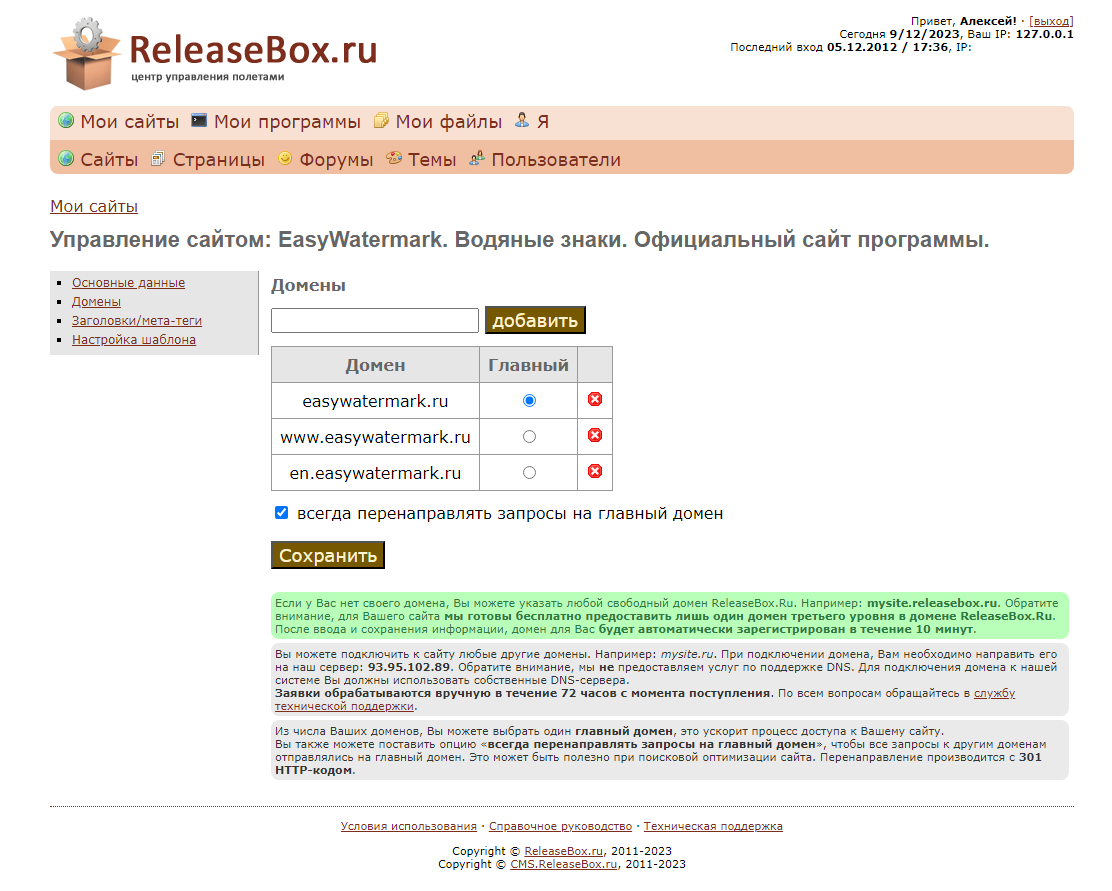 ReleaseBox.ru
центр управления полетами
Привет, Алексей! · [выход]
Сегодня 9/12/2023, Ваш IP: 127.0.0.1
Последний вход 05.12.2012 / 17:36, IP:
Мои сайты Мои программы Мои файлы Я
Сайты Страницы Форумы Темы Пользователи
Мои сайты
Управление сайтом: EasyWatermark. Водяные знаки. Официальный сайт программы.
Основные данные
Домены
Заголовки/мета-теги
Настройка шаблона
Домены
добавить
Домен Главный
easywatermark.ru
www.easywatermark.ru
en.easywatermark.ru
всегда перенаправлять запросы на главный домен
Сохранить
Если у Вас нет своего домена, Вы можете указать любой свободный домен ReleaseBox.Ru. Например: mysite.releasebox.ru. Обратите
внимание, для Вашего сайта мы готовы бесплатно предоставить лишь один домен третьего уровня в домене ReleaseBox.Ru.
После ввода и сохранения информации, домен для Вас будет автоматически зарегистрирован в течение 10 минут.
Вы можете подключить к сайту любые другие домены. Например: mysite.ru. При подключении домена, Вам необходимо направить его
на наш сервер: 93.95.102.89. Обратите внимание, мы не предоставляем услуг по поддержке DNS. Для подключения домена к нашей
системе Вы должны использовать собственные DNS-сервера.
Заявки обрабатываются вручную в течение 72 часов с момента поступления. По всем вопросам обращайтесь в службу
технической поддержки.
Из числа Ваших доменов, Вы можете выбрать один главный домен, это ускорит процесс доступа к Вашему сайту.
Вы также можете поставить опцию «всегда перенаправлять запросы на главный домен», чтобы все запросы к другим доменам
отправлялись на главный домен. Это может быть полезно при поисковой оптимизации сайта. Перенаправление производится с 301
HTTP-кодом.
Условия использования · Справочное руководство · Техническая поддержка
Copyright © ReleaseBox.ru, 2011-2023
Copyright © CMS.ReleaseBox.ru, 2011-2023